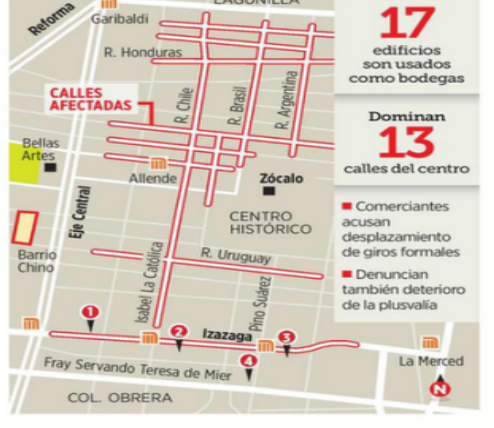 LAGUNILLA
Reforma
Garibaldi
R. Honduras
CALLES
AFECTADAS
R. Chile
R. Brasil
R. Argentina
Bellas
Artes
Allende
Zócalo
Eje Central
CENTRO
HISTÓRICO
Barrio
Chino
Isabel La Católica
R. Uruguay
Pino Suárez
1
2
Izazaga
3
4
Fray Servando Teresa de Mier
La Merced
COL. OBRERA
N
17
edificios
son usados
como bodegas
Dominan
13
calles del centro
Comerciantes
acusan
desplazamiento
de giros formales
Denuncian
también deterioro
de la plusvalía